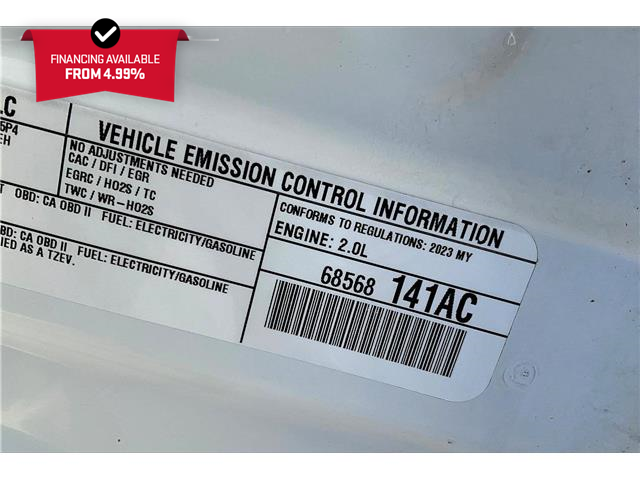 FINANCING AVAILABLE
FROM 4.99%
LC
5P4
EH
VEHICLE EMISSION CONTROL INFORMATION
NO ADJUSTMENTS NEEDED
CAC / DFI / EGR
EGRC / HO2S / TC
TWC / WR-HO2S
CONFORMS TO REGULATIONS: 2023 MY
ENGINE: 2.0L
OBD: CA OBD II FUEL: ELECTRICITY/GASOLINE
OBD: CA OBD II FUEL: ELECTRICITY/GASOLINE
IED AS A TZEV.
68568 141AC